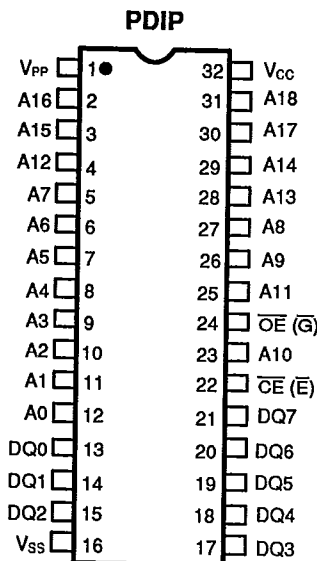 PDIP
VPP 1 32 VCC
A16 2 31 A18
A15 3 30 A17
A12 4 29 A14
A7 5 28 A13
A6 6 27 A8
A5 7 26 A9
A4 8 25 A11
A3 9 24 O̅E̅ (G̅)
A2 10 23 A10
A1 11 22 C̅E̅ (E̅)
A0 12 21 DQ7
DQ0 13 20 DQ6
DQ1 14 19 DQ5
DQ2 15 18 DQ4
VSS 16 17 DQ3